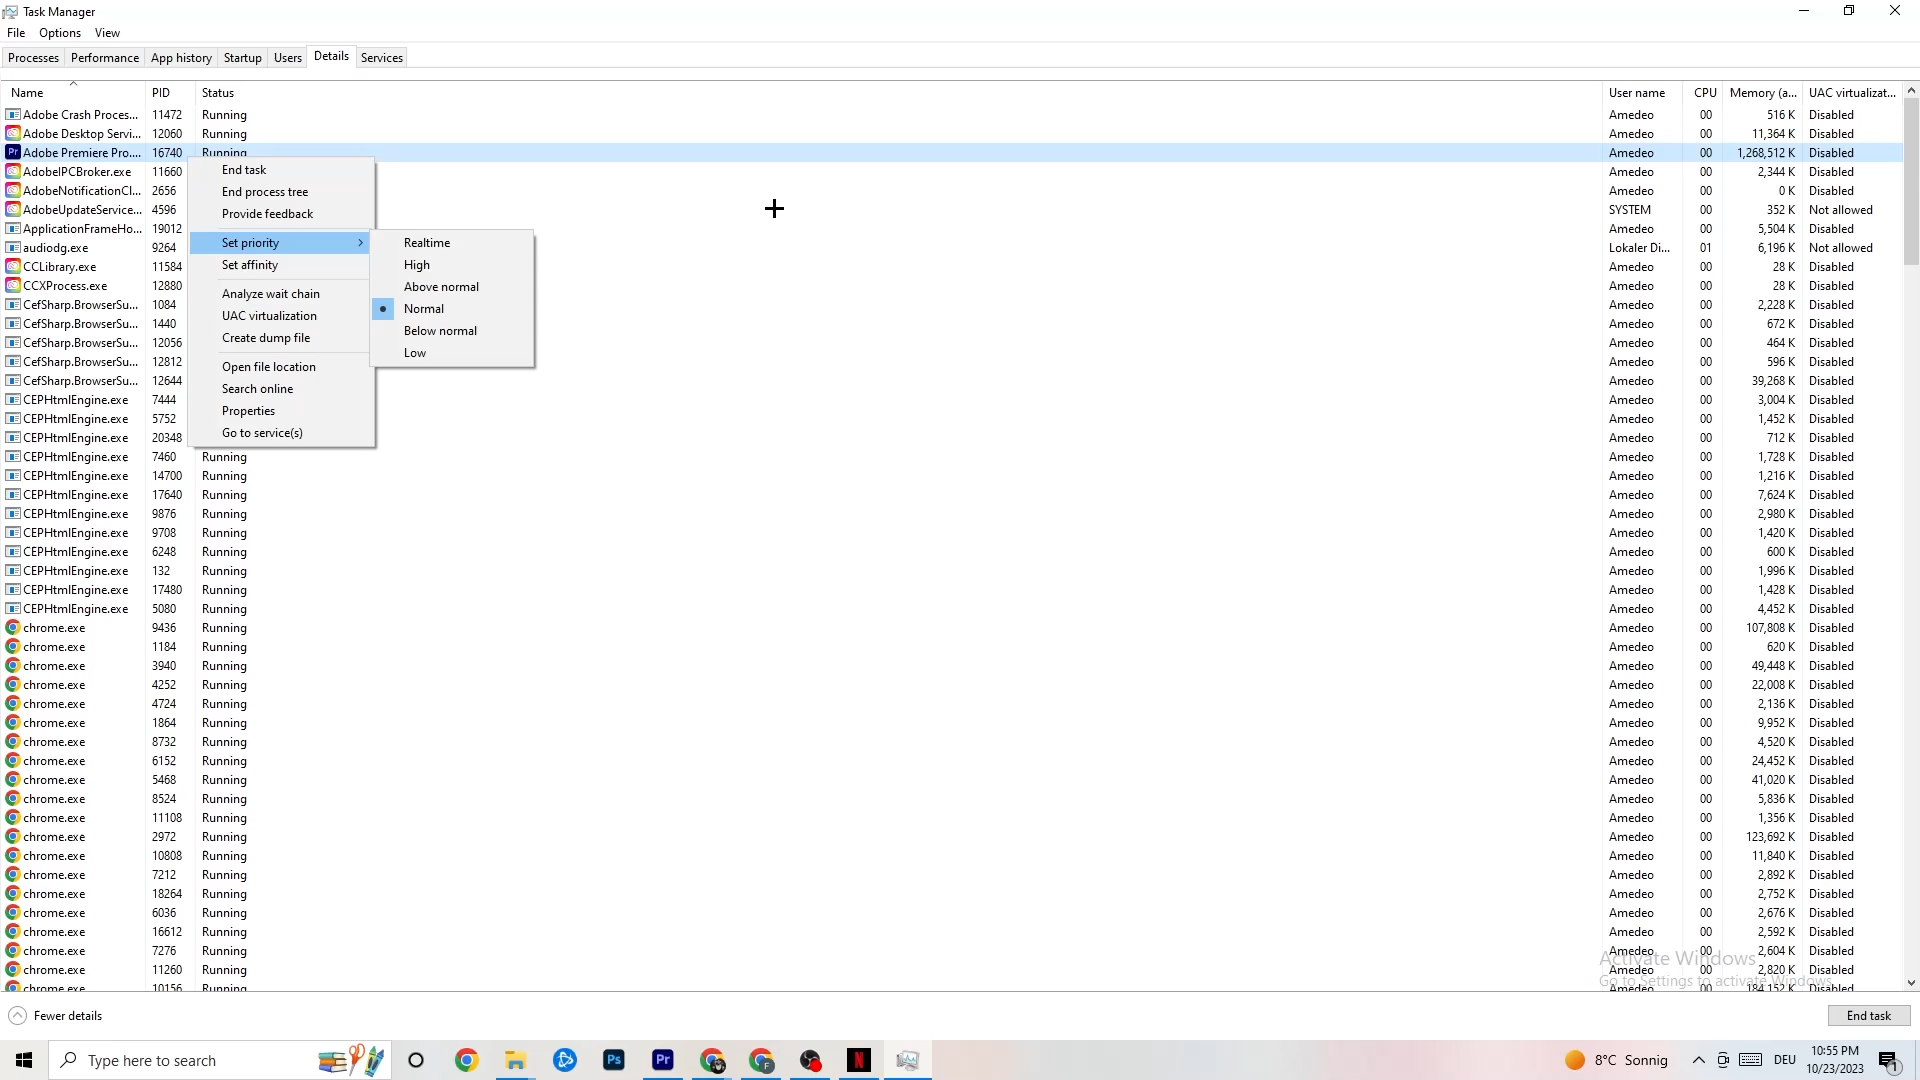 Task Manager
File Options View
Processes Performance App history Startup Users Details Services
Name PID Status User name CPU Memory (a... UAC virtualizat...
Adobe Crash Proces... 11472 Running Amedeo 00 516 K Disabled
Adobe Desktop Servi... 12060 Running Amedeo 00 11,364 K Disabled
Pr Adobe Premiere Pro.... 16740 Running Amedeo 00 1,268,512 K Disabled
AdobeIPCBroker.exe 11660 Amedeo 00 2,344 K Disabled
AdobeNotificationCl... 2656 Amedeo 00 0 K Disabled
AdobeUpdateService... 4596 SYSTEM 00 352 K Not allowed
ApplicationFrameHo... 19012 Amedeo 00 5,504 K Disabled
audiodg.exe 9264 Lokaler Di... 01 6,196 K Not allowed
CCLibrary.exe 11584 Amedeo 00 28 K Disabled
CCXProcess.exe 12880 Amedeo 00 28 K Disabled
CefSharp.BrowserSu... 1084 Amedeo 00 2,228 K Disabled
CefSharp.BrowserSu... 1440 Amedeo 00 672 K Disabled
CefSharp.BrowserSu... 12056 Amedeo 00 464 K Disabled
CefSharp.BrowserSu... 12812 Amedeo 00 596 K Disabled
CefSharp.BrowserSu... 12644 Amedeo 00 39,268 K Disabled
CEPHtmlEngine.exe 7444 Amedeo 00 3,004 K Disabled
CEPHtmlEngine.exe 5752 Amedeo 00 1,452 K Disabled
CEPHtmlEngine.exe 20348 Amedeo 00 712 K Disabled
End task
End process tree
Provide feedback
Set priority
Set affinity
Analyze wait chain
UAC virtualization
Create dump file
Open file location
Search online
Properties
Go to service(s)
Realtime
High
Above normal
Normal
Below normal
Low
CEPHtmlEngine.exe 7460 Running Amedeo 00 1,728 K Disabled
CEPHtmlEngine.exe 14700 Running Amedeo 00 1,216 K Disabled
CEPHtmlEngine.exe 17640 Running Amedeo 00 7,624 K Disabled
CEPHtmlEngine.exe 9876 Running Amedeo 00 2,980 K Disabled
CEPHtmlEngine.exe 9708 Running Amedeo 00 1,420 K Disabled
CEPHtmlEngine.exe 6248 Running Amedeo 00 600 K Disabled
CEPHtmlEngine.exe 132 Running Amedeo 00 1,996 K Disabled
CEPHtmlEngine.exe 17480 Running Amedeo 00 1,428 K Disabled
CEPHtmlEngine.exe 5080 Running Amedeo 00 4,452 K Disabled
chrome.exe 9436 Running Amedeo 00 107,808 K Disabled
chrome.exe 1184 Running Amedeo 00 620 K Disabled
chrome.exe 3940 Running Amedeo 00 49,448 K Disabled
chrome.exe 4252 Running Amedeo 00 22,008 K Disabled
chrome.exe 4724 Running Amedeo 00 2,136 K Disabled
chrome.exe 1864 Running Amedeo 00 9,952 K Disabled
chrome.exe 8732 Running Amedeo 00 4,520 K Disabled
chrome.exe 6152 Running Amedeo 00 24,452 K Disabled
chrome.exe 5468 Running Amedeo 00 41,020 K Disabled
chrome.exe 8524 Running Amedeo 00 5,836 K Disabled
chrome.exe 11108 Running Amedeo 00 1,356 K Disabled
chrome.exe 2972 Running Amedeo 00 123,692 K Disabled
chrome.exe 10808 Running Amedeo 00 11,840 K Disabled
chrome.exe 7212 Running Amedeo 00 2,892 K Disabled
chrome.exe 18264 Running Amedeo 00 2,752 K Disabled
chrome.exe 6036 Running Amedeo 00 2,676 K Disabled
chrome.exe 16612 Running Amedeo 00 2,592 K Disabled
chrome.exe 7276 Running Amedeo 00 2,604 K Disabled
chrome.exe 11260 Running Amedeo 00 2,820 K Disabled
chrome.exe 10156 Running Amedeo 00 184,152 K Disabled
Activate Windows
Go to Settings to activate Windows.
Fewer details End task
Type here to search Ps Pr F N 8°C Sonnig DEU 10:55 PM
10/23/2023 1